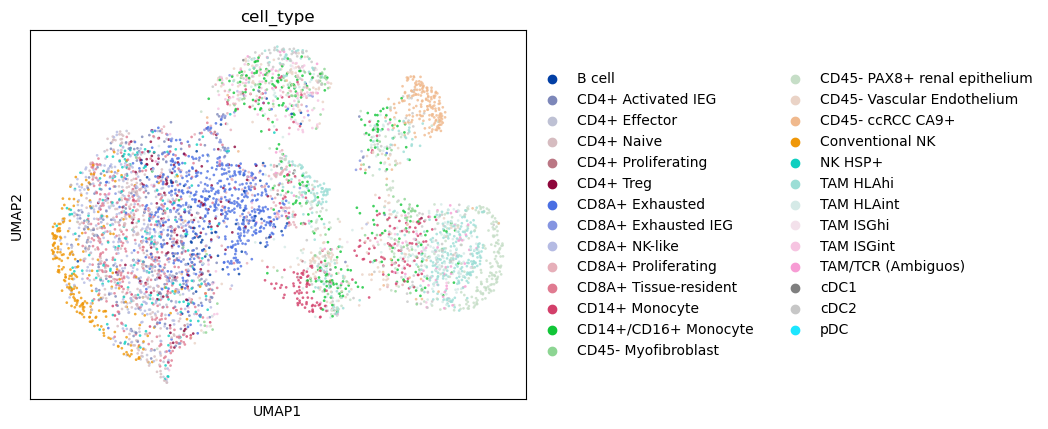 cell_type
UMAP2
UMAP1
B cell
CD4+ Activated IEG
CD4+ Effector
CD4+ Naive
CD4+ Proliferating
CD4+ Treg
CD8A+ Exhausted
CD8A+ Exhausted IEG
CD8A+ NK-like
CD8A+ Proliferating
CD8A+ Tissue-resident
CD14+ Monocyte
CD14+/CD16+ Monocyte
CD45- Myofibroblast
CD45- PAX8+ renal epithelium
CD45- Vascular Endothelium
CD45- ccRCC CA9+
Conventional NK
NK HSP+
TAM HLAhi
TAM HLAint
TAM ISGhi
TAM ISGint
TAM/TCR (Ambiguos)
cDC1
cDC2
pDC